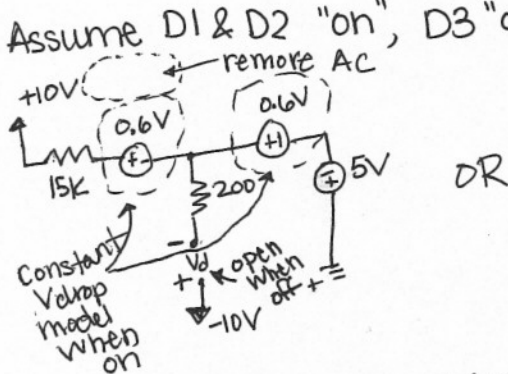 Assume D1 & D2 "on", D3 "o
remore AC
+10V
0.6V
0.6V
+-
+-
15K
200
-+
5V
OR
-
Vd
+
open
when
off
+
-10V
Constant
Vdrop
model
when
on